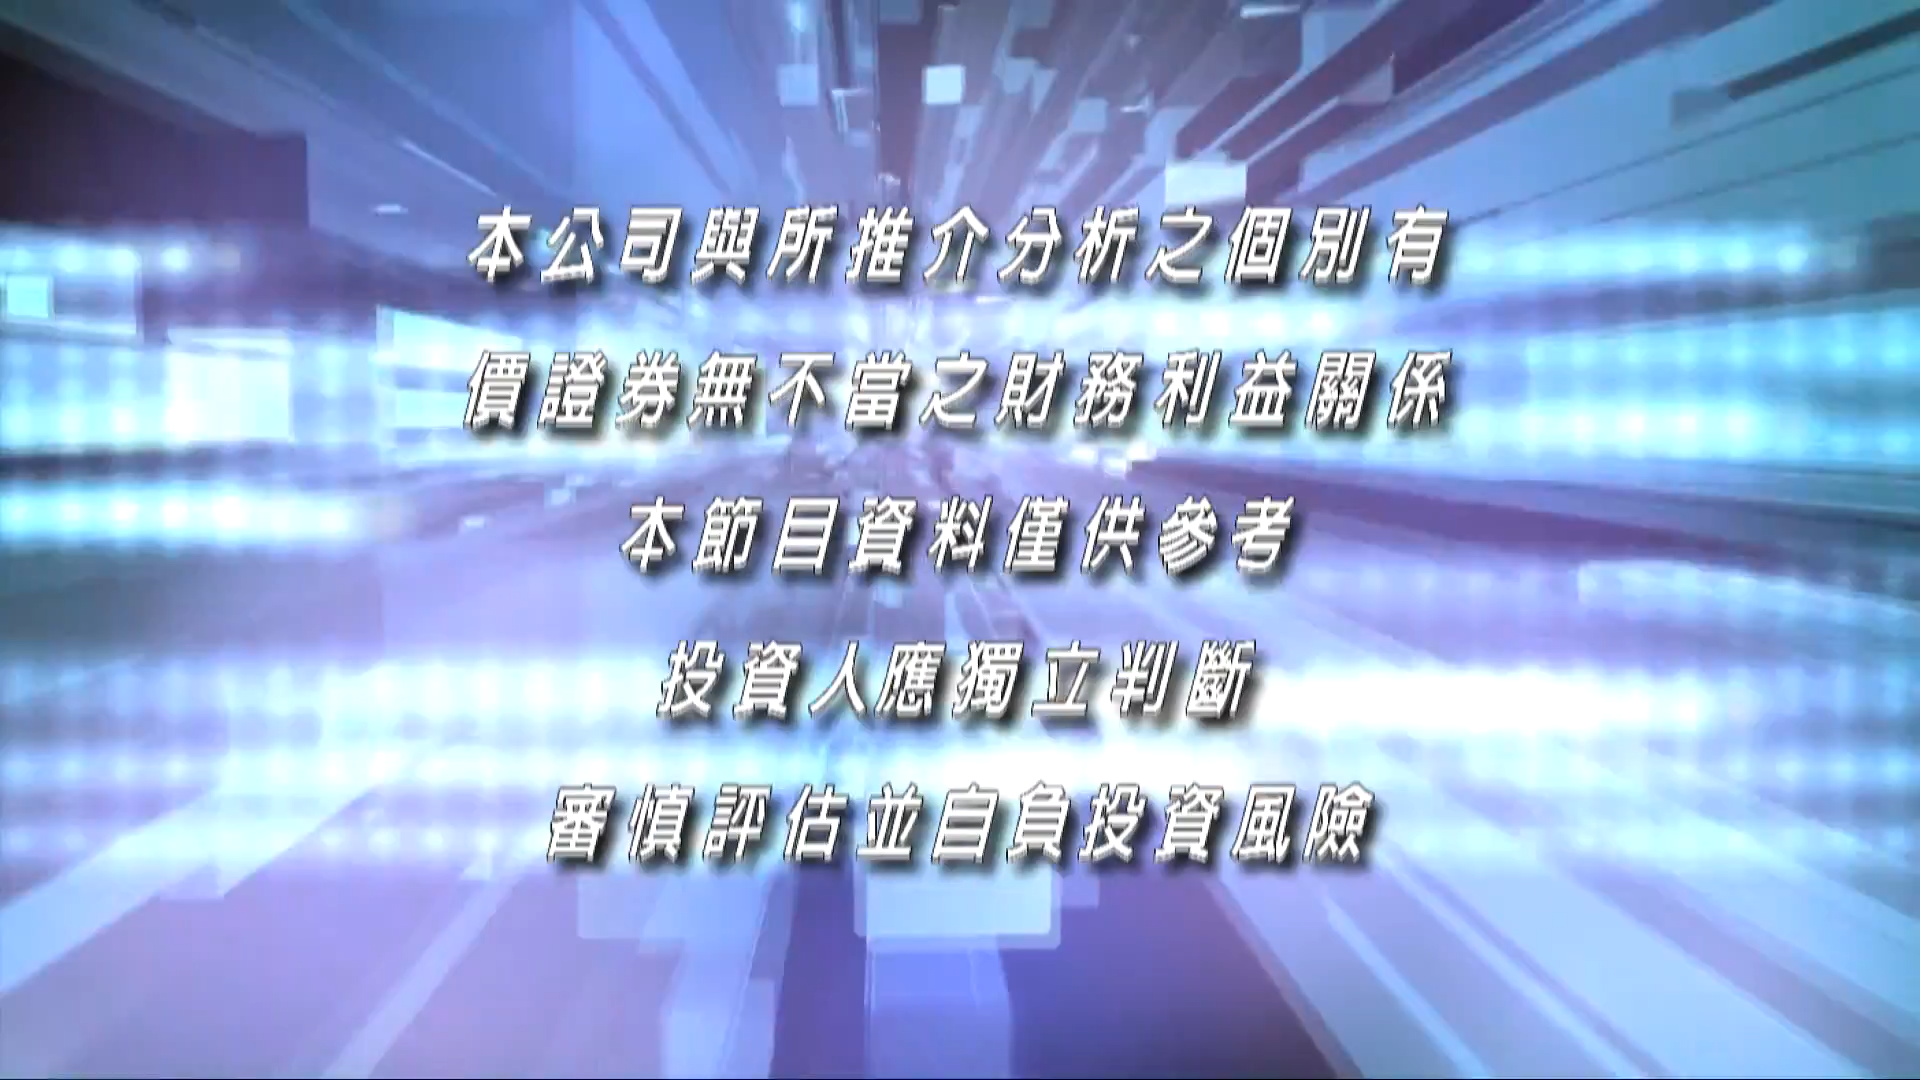 本公司與所推介分析之個別有
價證券無不當之財務利益關係
本節目資料僅供參考
投資人應獨立判斷
審慎評估並自負投資風險